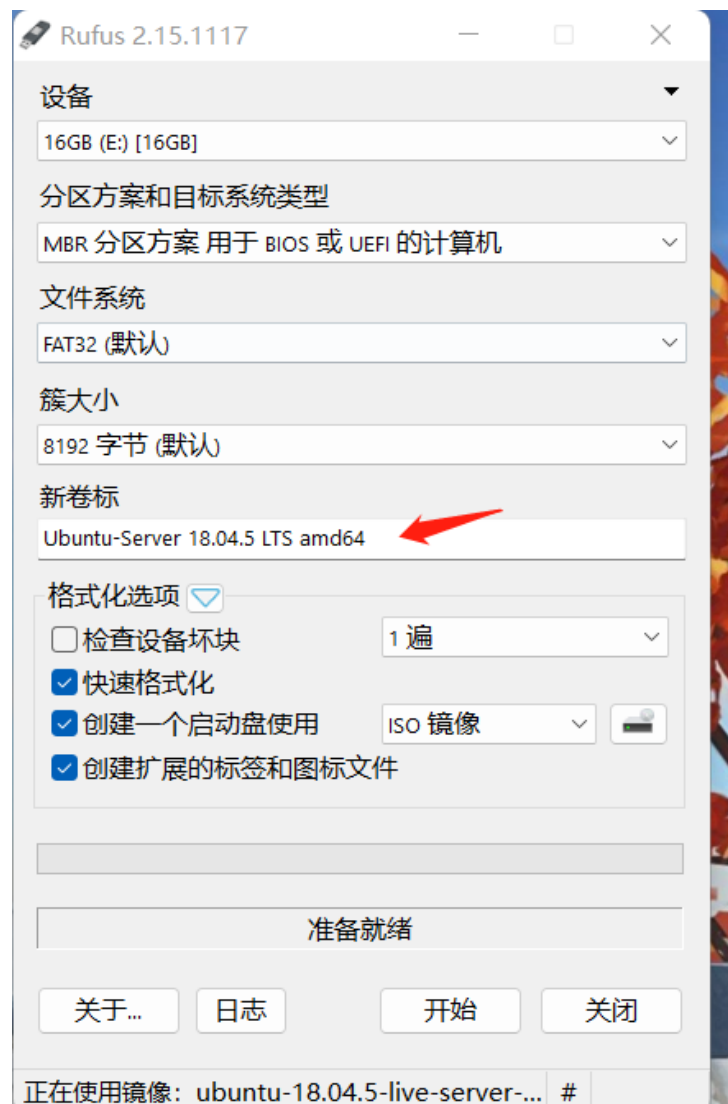 Rufus 2.15.1117
设备
16GB (E:) [16GB]
分区方案和目标系统类型
MBR 分区方案 用于 BIOS 或 UEFI 的计算机
文件系统
FAT32 (默认)
簇大小
8192 字节 (默认)
新卷标
Ubuntu-Server 18.04.5 LTS amd64
格式化选项
检查设备坏块 1 遍
快速格式化
创建一个启动盘使用 ISO 镜像
创建扩展的标签和图标文件
准备就绪
关于... 日志 开始 关闭
正在使用镜像：ubuntu-18.04.5-live-server-... #